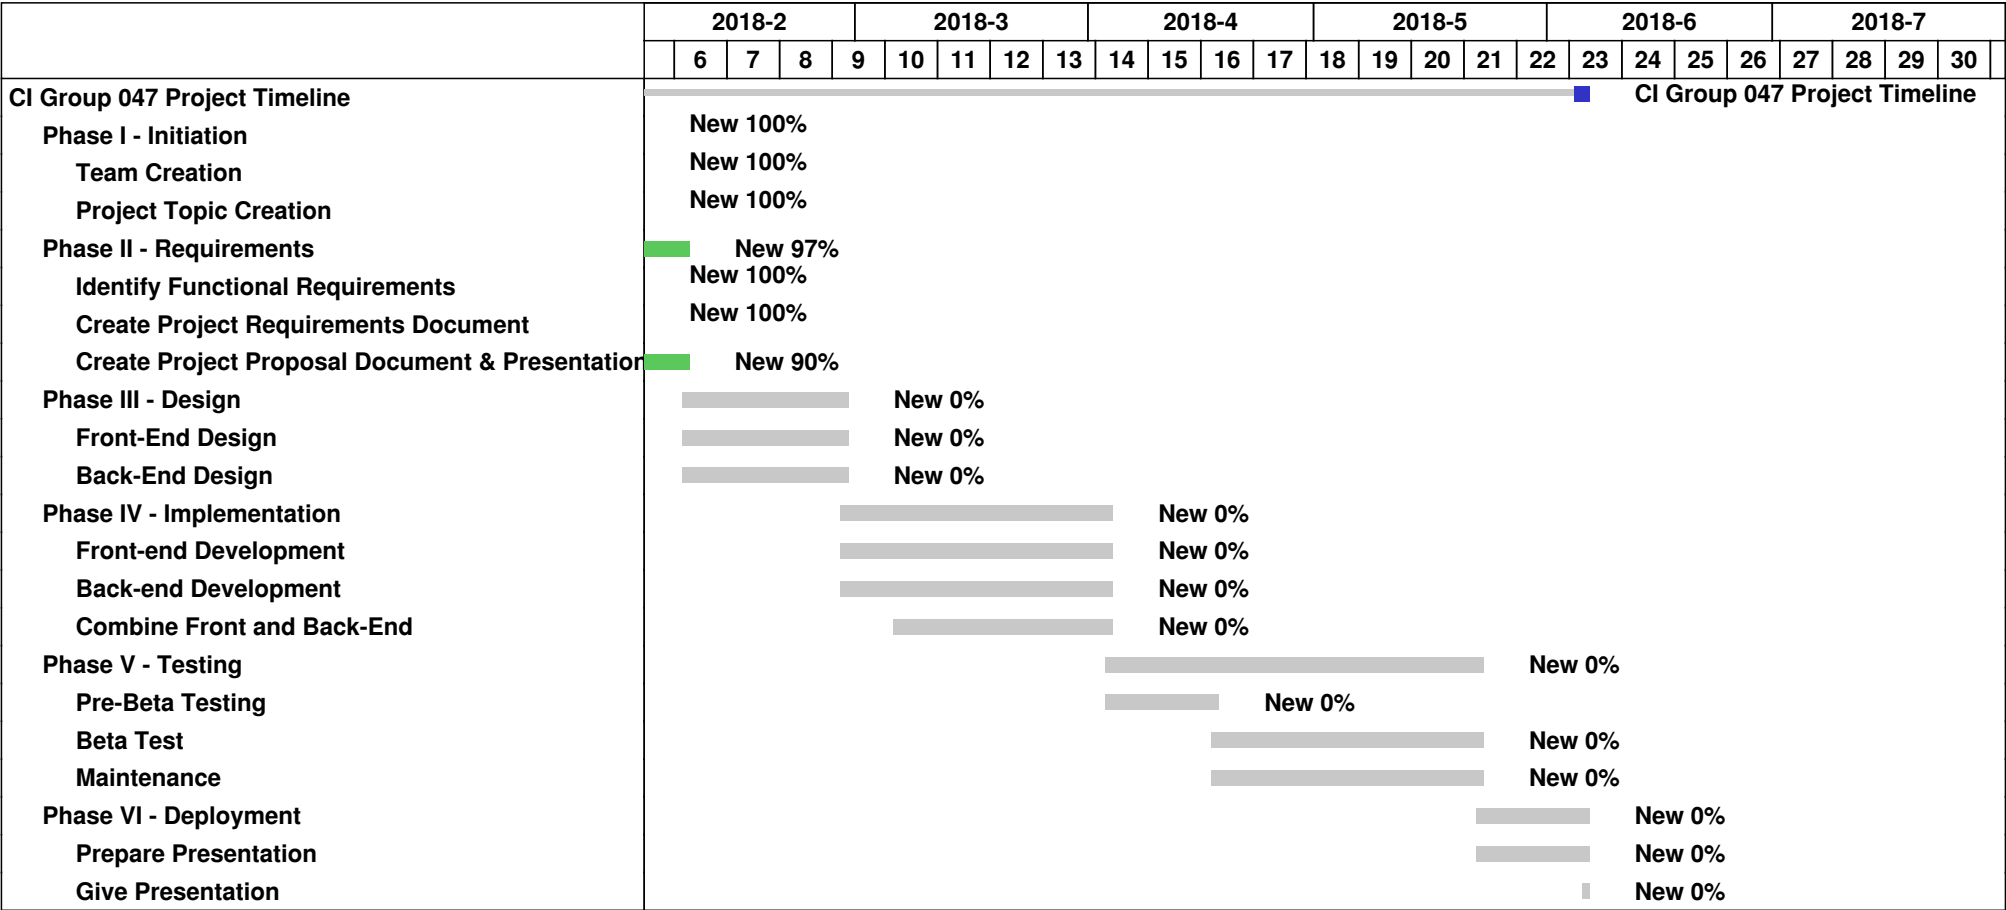 2018-2 2018-3 2018-4 2018-5 2018-6 2018-7
6 7 8 9 10 11 12 13 14 15 16 17 18 19 20 21 22 23 24 25 26 27 28 29 30
CI Group 047 Project Timeline CI Group 047 Project Timeline
Phase I - Initiation New 100%
Team Creation New 100%
Project Topic Creation New 100%
Phase II - Requirements New 97%
Identify Functional Requirements New 100%
Create Project Requirements Document New 100%
Create Project Proposal Document & Presentation New 90%
Phase III - Design New 0%
Front-End Design New 0%
Back-End Design New 0%
Phase IV - Implementation New 0%
Front-end Development New 0%
Back-end Development New 0%
Combine Front and Back-End New 0%
Phase V - Testing New 0%
Pre-Beta Testing New 0%
Beta Test New 0%
Maintenance New 0%
Phase VI - Deployment New 0%
Prepare Presentation New 0%
Give Presentation New 0%